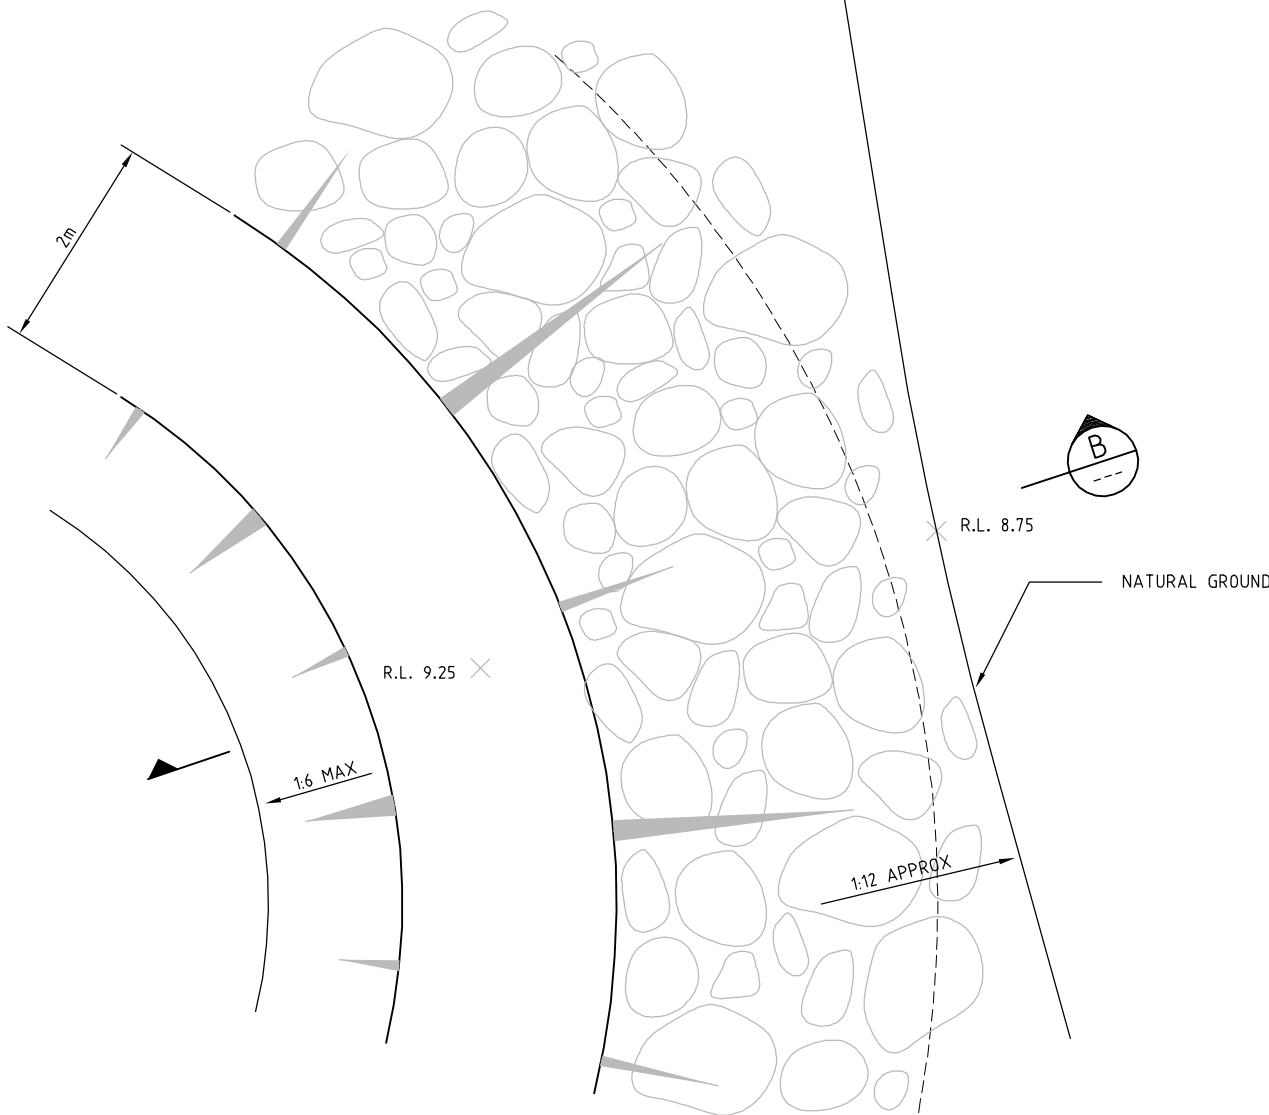 2m
B
R.L. 8.75
NATURAL GROUND
R.L. 9.25
1:6 MAX
1:12 APPROX